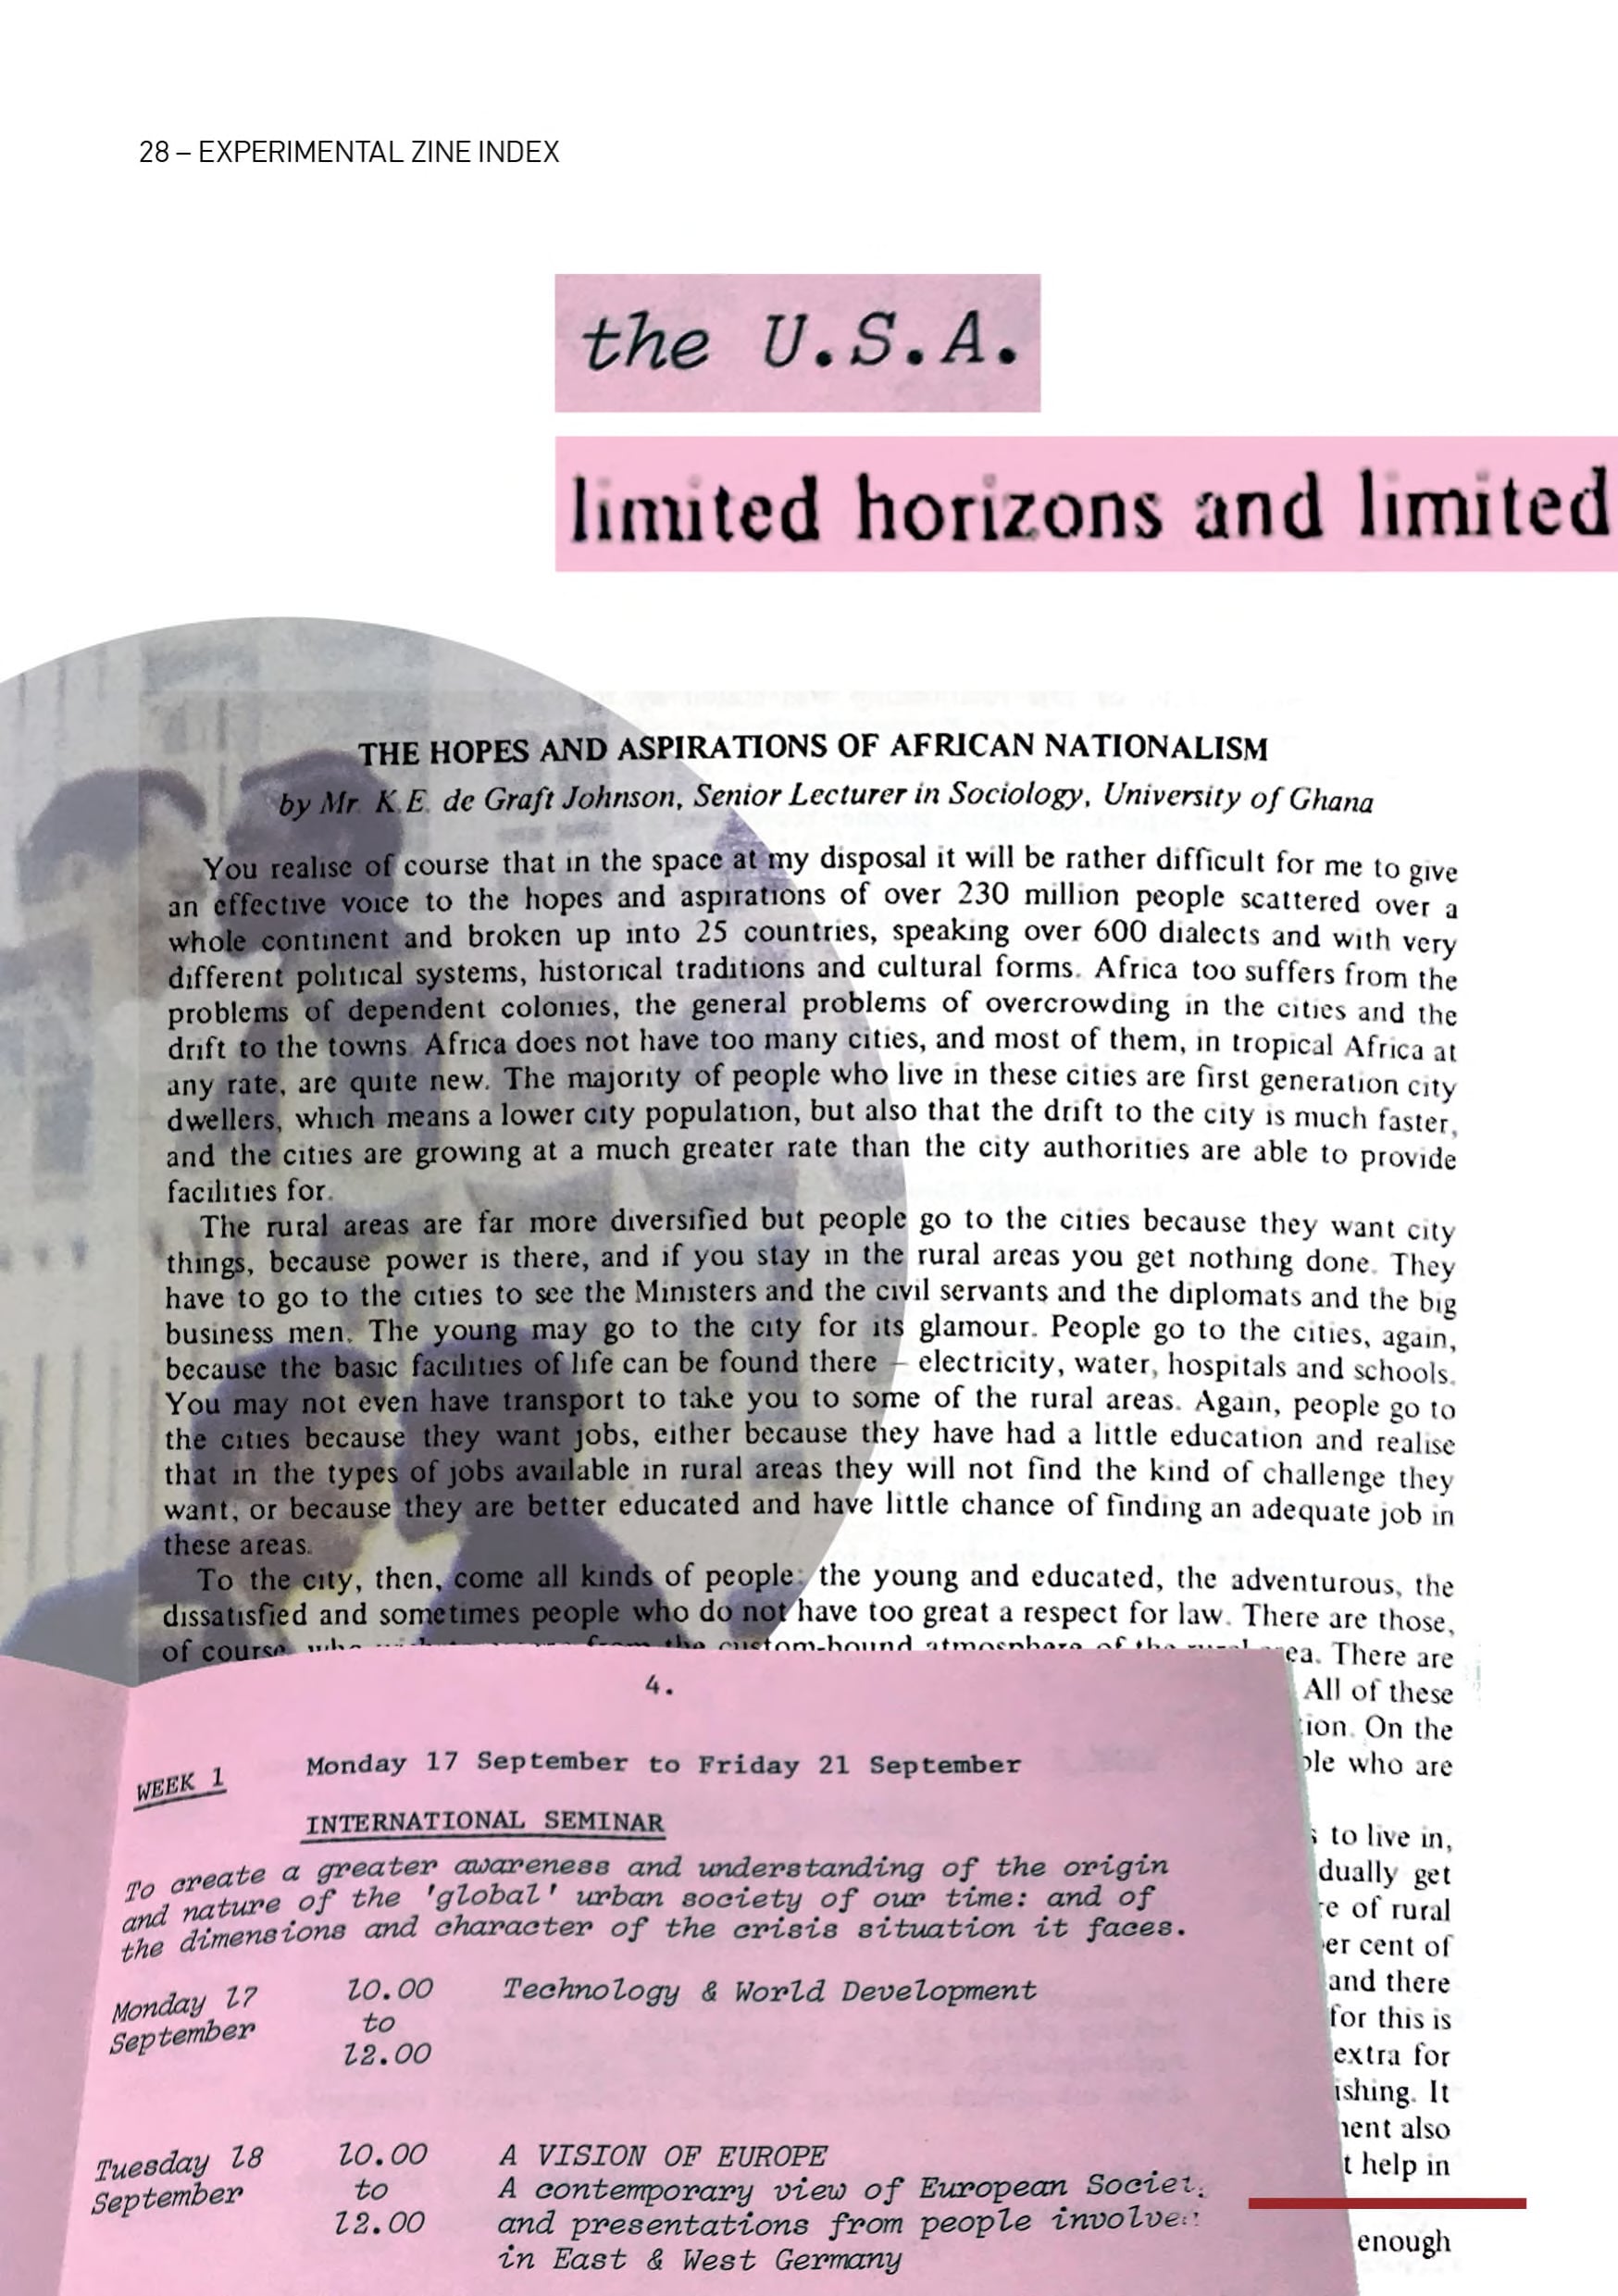 28 – EXPERIMENTAL ZINE INDEX
the U.S.A.
limited horizons and limited
THE HOPES AND ASPIRATIONS OF AFRICAN NATIONALISM
by Mr. K.E. de Graft Johnson, Senior Lecturer in Sociology, University of Ghana
You realise of course that in the space at my disposal it will be rather difficult for me to give
an effective voice to the hopes and aspirations of over 230 million people scattered over a
whole continent and broken up into 25 countries, speaking over 600 dialects and with very
different political systems, historical traditions and cultural forms. Africa too suffers from the
problems of dependent colonies, the general problems of overcrowding in the cities and the
drift to the towns. Africa does not have too many cities, and most of them, in tropical Africa at
any rate, are quite new. The majority of people who live in these cities are first generation city
dwellers, which means a lower city population, but also that the drift to the city is much faster,
and the cities are growing at a much greater rate than the city authorities are able to provide
facilities for.
The rural areas are far more diversified but people go to the cities because they want city
things, because power is there, and if you stay in the rural areas you get nothing done. They
have to go to the cities to see the Ministers and the civil servants and the diplomats and the big
business men. The young may go to the city for its glamour. People go to the cities, again,
because the basic facilities of life can be found there – electricity, water, hospitals and schools.
You may not even have transport to take you to some of the rural areas. Again, people go to
the cities because they want jobs, either because they have had a little education and realise
that in the types of jobs available in rural areas they will not find the kind of challenge they
want, or because they are better educated and have little chance of finding an adequate job in
these areas.
To the city, then, come all kinds of people: the young and educated, the adventurous, the
dissatisfied and sometimes people who do not have too great a respect for law. There are those,
of course, who from the custom-bound atmosphere of the rural area. There are
All of these
On the
who are
to live in,
get
of rural
cent of
and there
for this is
extra for
It
also
help in
enough
4.
WEEK 1 Monday 17 September to Friday 21 September
INTERNATIONAL SEMINAR
To create a greater awareness and understanding of the origin
and nature of the 'global' urban society of our time: and of
the dimensions and character of the crisis situation it faces.
Monday 17 10.00 Technology & World Development
September to
12.00
Tuesday 18 10.00 A VISION OF EUROPE
September to A contemporary view of European
12.00 and presentations from people
in East & West Germany